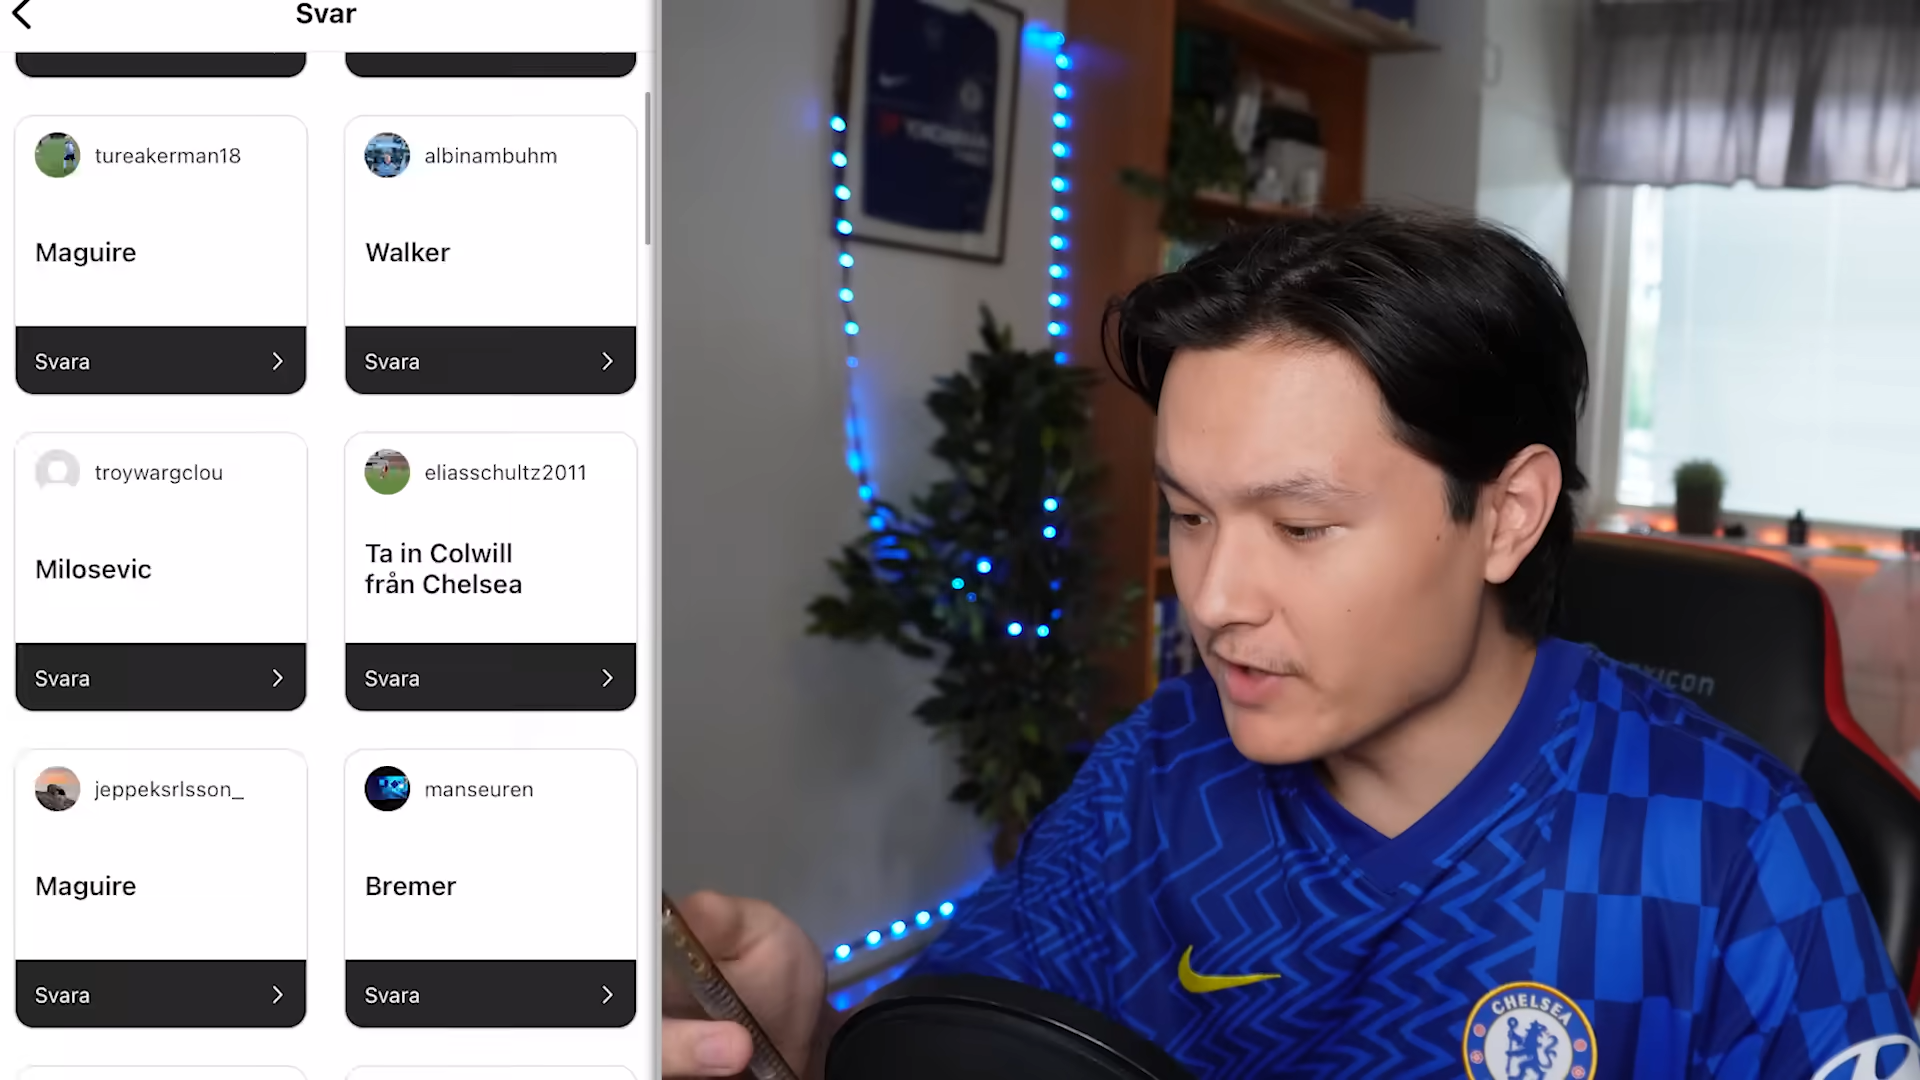 Svar
tureakerman18
Maguire
Svara
albinambuhm
Walker
Svara
troywargclou
Milosevic
Svara
eliasschultz2011
Ta in Colwill
från Chelsea
Svara
jeppeksrlsson_
Maguire
Svara
manseuren
Bremer
Svara
CHELSEA